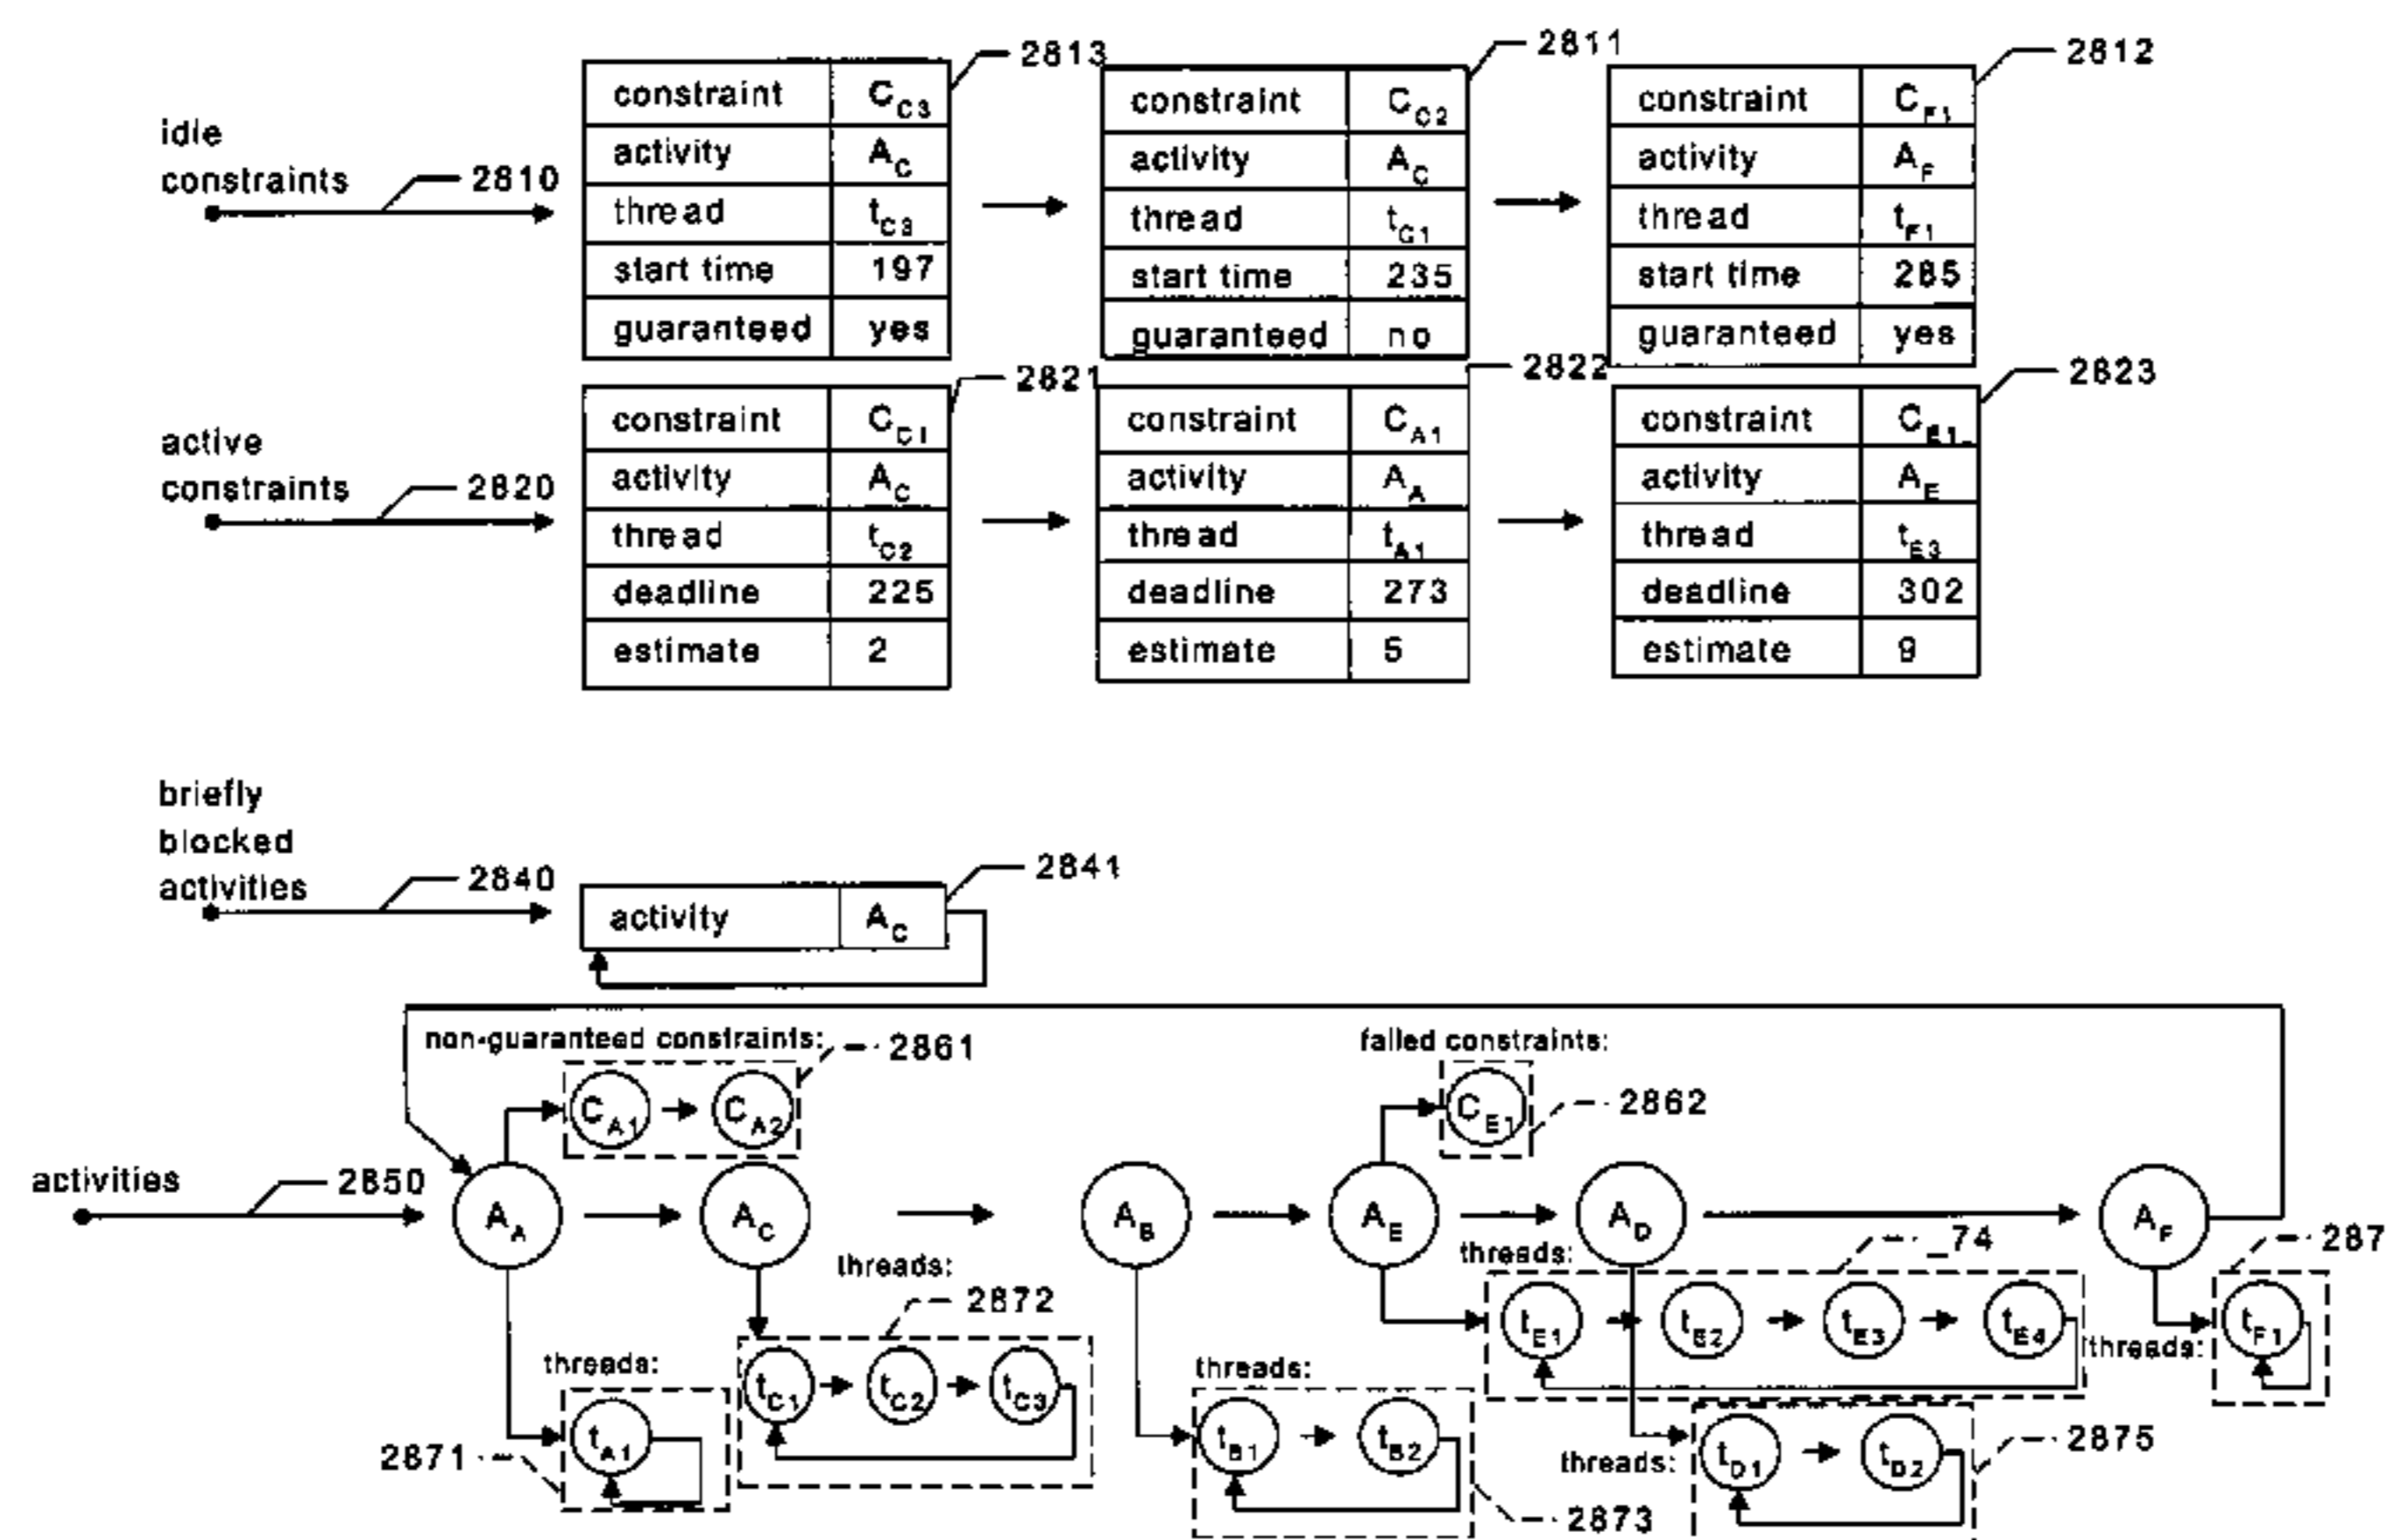 idle
constraints
2810
2813
constraint C_C3
activity A_C
thread t_C3
start time 197
guaranteed yes
2811
constraint C_C2
activity A_C
thread t_C1
start time 235
guaranteed no
2812
constraint C_F1
activity A_F
thread t_F1
start time 285
guaranteed yes
active
constraints
2820
2821
constraint C_C1
activity A_C
thread t_C2
deadline 225
estimate 2
2822
constraint C_A1
activity A_A
thread t_A1
deadline 273
estimate 5
2823
constraint C_E1
activity A_E
thread t_E3
deadline 302
estimate 9
briefly
blocked
activities
2840
2841
activity A_C
non-guaranteed constraints:
2861
C_A1 C_A2
failed constraints:
2862
C_E1
activities
2850
A_A A_C A_B A_E A_D A_F
threads:
2872
t_C1 t_C2 t_C3
threads:
_74
t_E1 t_E2 t_E3 t_E4
287
threads:
t_F1
threads:
2871
t_A1
threads:
t_B1 t_B2
2873
threads:
t_D1 t_D2
2875